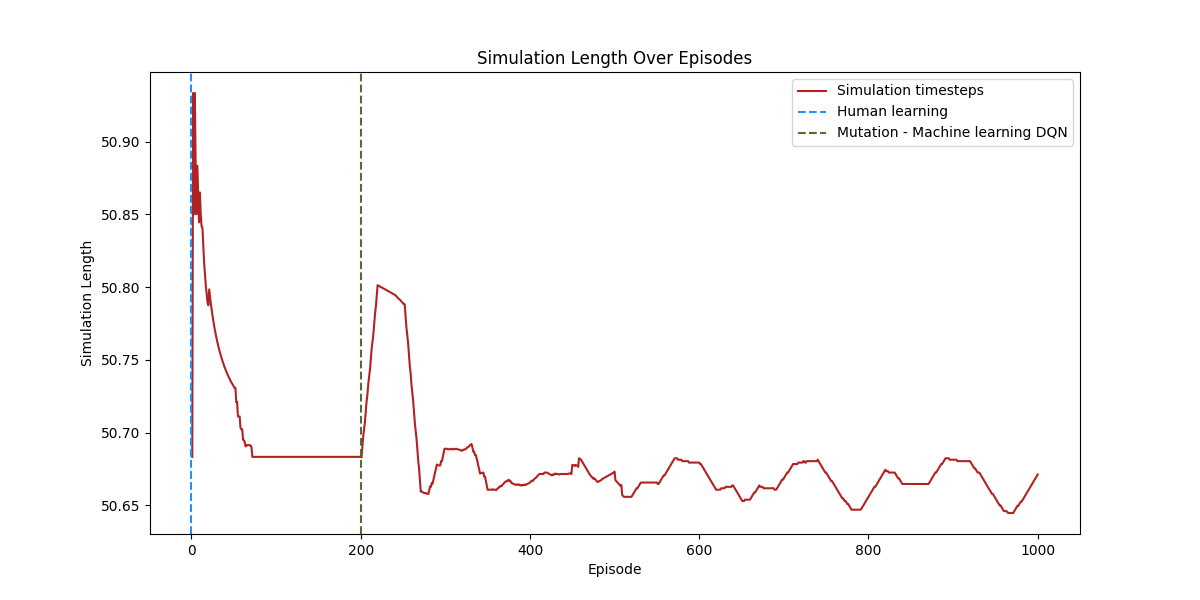 Simulation Length Over Episodes
Simulation timesteps
Human learning
Mutation - Machine learning DQN
Simulation Length
50.90
50.85
50.80
50.75
50.70
50.65
0 200 400 600 800 1000
Episode